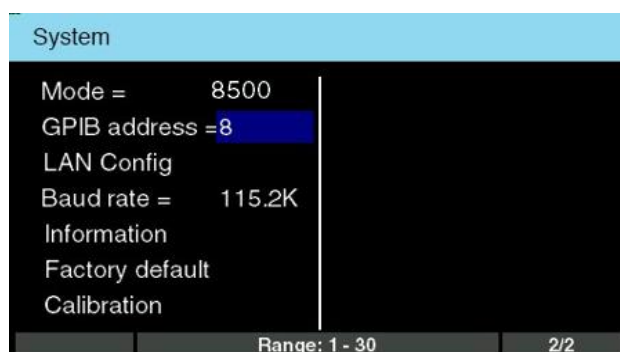 System
Mode = 8500
GPIB address =8
LAN Config
Baud rate = 115.2K
Information
Factory default
Calibration
Range: 1 - 30 2/2